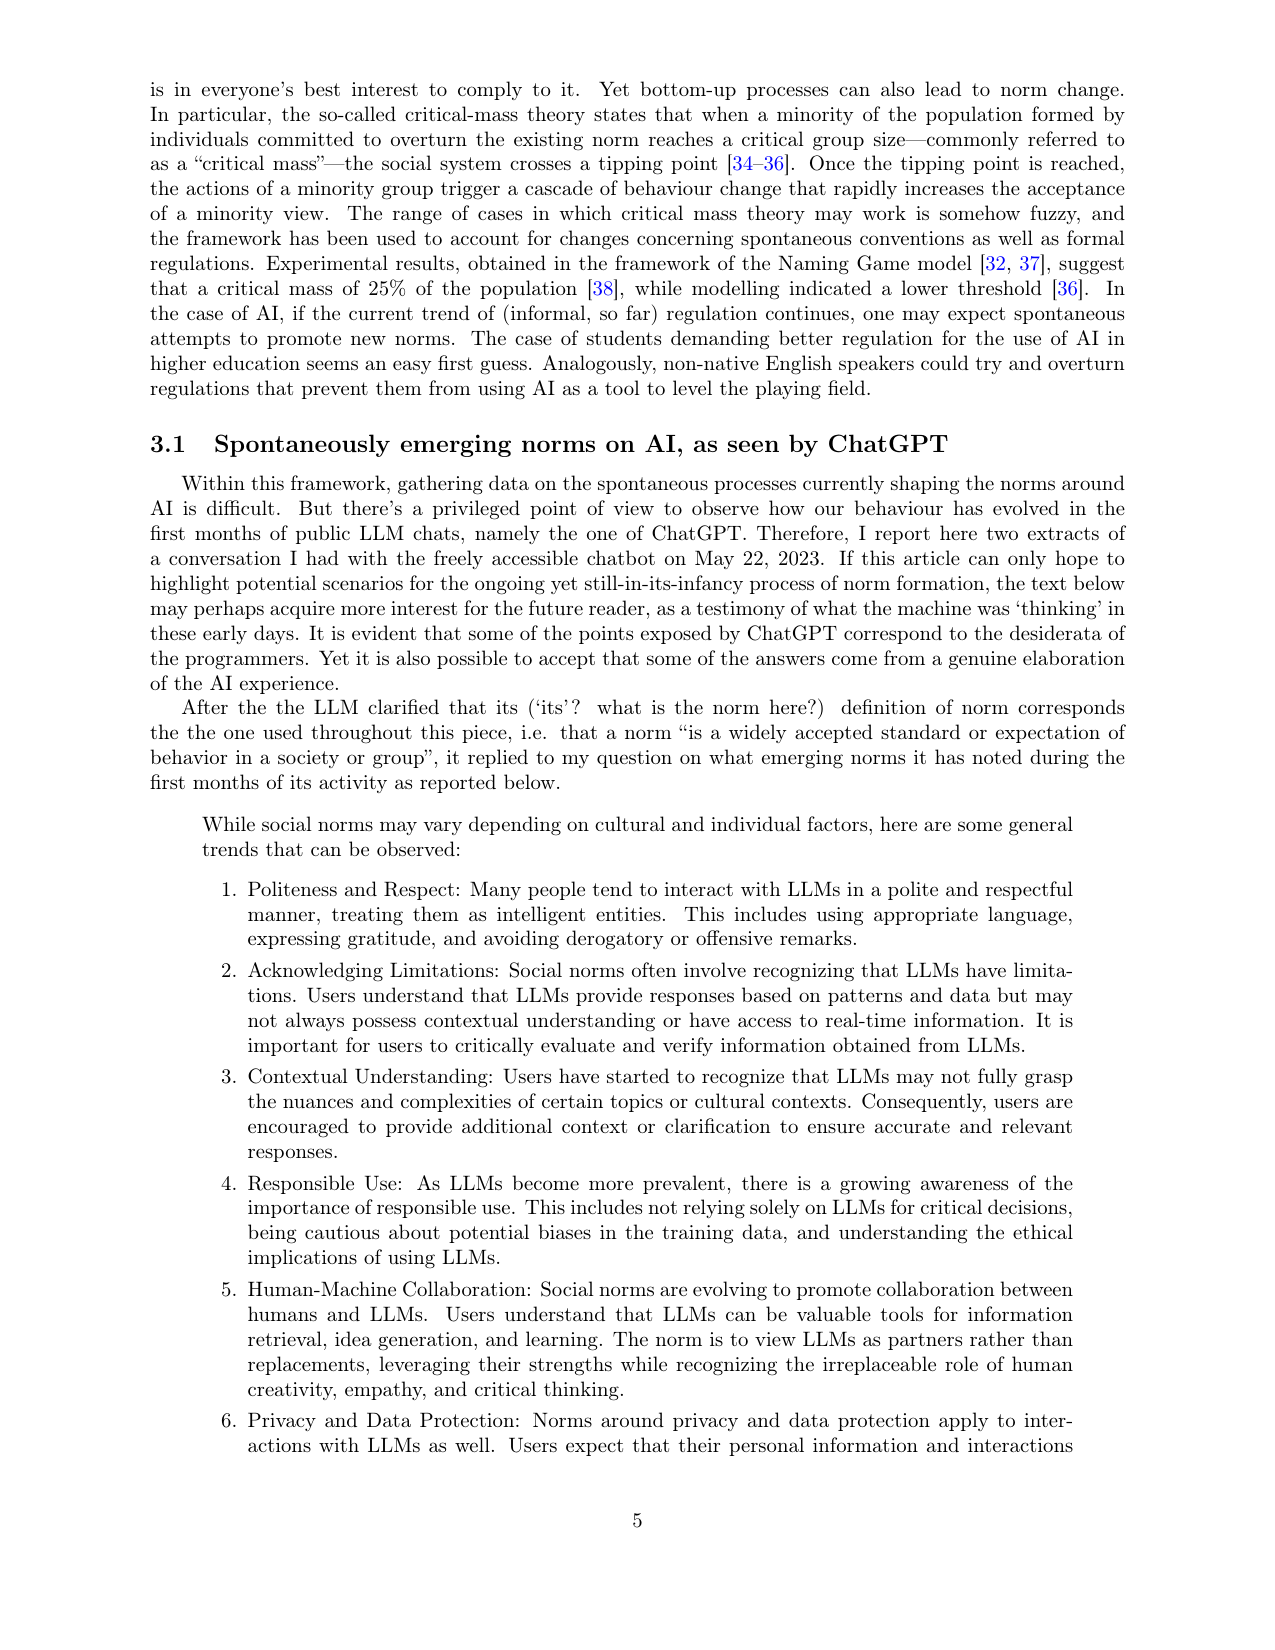 is in everyone's best interest to comply to it. Yet bottom-up processes can also lead to norm change.
In particular, the so-called critical-mass theory states that when a minority of the population formed by
individuals committed to overturn the existing norm reaches a critical group size—commonly referred to
as a “critical mass”—the social system crosses a tipping point [34–36]. Once the tipping point is reached,
the actions of a minority group trigger a cascade of behaviour change that rapidly increases the acceptance
of a minority view. The range of cases in which critical mass theory may work is somehow fuzzy, and
the framework has been used to account for changes concerning spontaneous conventions as well as formal
regulations. Experimental results, obtained in the framework of the Naming Game model [32, 37], suggest
that a critical mass of 25% of the population [38], while modelling indicated a lower threshold [36]. In
the case of AI, if the current trend of (informal, so far) regulation continues, one may expect spontaneous
attempts to promote new norms. The case of students demanding better regulation for the use of AI in
higher education seems an easy first guess. Analogously, non-native English speakers could try and overturn
regulations that prevent them from using AI as a tool to level the playing field.
3.1 Spontaneously emerging norms on AI, as seen by ChatGPT
Within this framework, gathering data on the spontaneous processes currently shaping the norms around
AI is difficult. But there's a privileged point of view to observe how our behaviour has evolved in the
first months of public LLM chats, namely the one of ChatGPT. Therefore, I report here two extracts of
a conversation I had with the freely accessible chatbot on May 22, 2023. If this article can only hope to
highlight potential scenarios for the ongoing yet still-in-its-infancy process of norm formation, the text below
may perhaps acquire more interest for the future reader, as a testimony of what the machine was ‘thinking’ in
these early days. It is evident that some of the points exposed by ChatGPT correspond to the desiderata of
the programmers. Yet it is also possible to accept that some of the answers come from a genuine elaboration
of the AI experience.
After the the LLM clarified that its (‘its’? what is the norm here?) definition of norm corresponds
the the one used throughout this piece, i.e. that a norm “is a widely accepted standard or expectation of
behavior in a society or group”, it replied to my question on what emerging norms it has noted during the
first months of its activity as reported below.
While social norms may vary depending on cultural and individual factors, here are some general
trends that can be observed:
1. Politeness and Respect: Many people tend to interact with LLMs in a polite and respectful
manner, treating them as intelligent entities. This includes using appropriate language,
expressing gratitude, and avoiding derogatory or offensive remarks.
2. Acknowledging Limitations: Social norms often involve recognizing that LLMs have limita-
tions. Users understand that LLMs provide responses based on patterns and data but may
not always possess contextual understanding or have access to real-time information. It is
important for users to critically evaluate and verify information obtained from LLMs.
3. Contextual Understanding: Users have started to recognize that LLMs may not fully grasp
the nuances and complexities of certain topics or cultural contexts. Consequently, users are
encouraged to provide additional context or clarification to ensure accurate and relevant
responses.
4. Responsible Use: As LLMs become more prevalent, there is a growing awareness of the
importance of responsible use. This includes not relying solely on LLMs for critical decisions,
being cautious about potential biases in the training data, and understanding the ethical
implications of using LLMs.
5. Human-Machine Collaboration: Social norms are evolving to promote collaboration between
humans and LLMs. Users understand that LLMs can be valuable tools for information
retrieval, idea generation, and learning. The norm is to view LLMs as partners rather than
replacements, leveraging their strengths while recognizing the irreplaceable role of human
creativity, empathy, and critical thinking.
6. Privacy and Data Protection: Norms around privacy and data protection apply to inter-
actions with LLMs as well. Users expect that their personal information and interactions
5